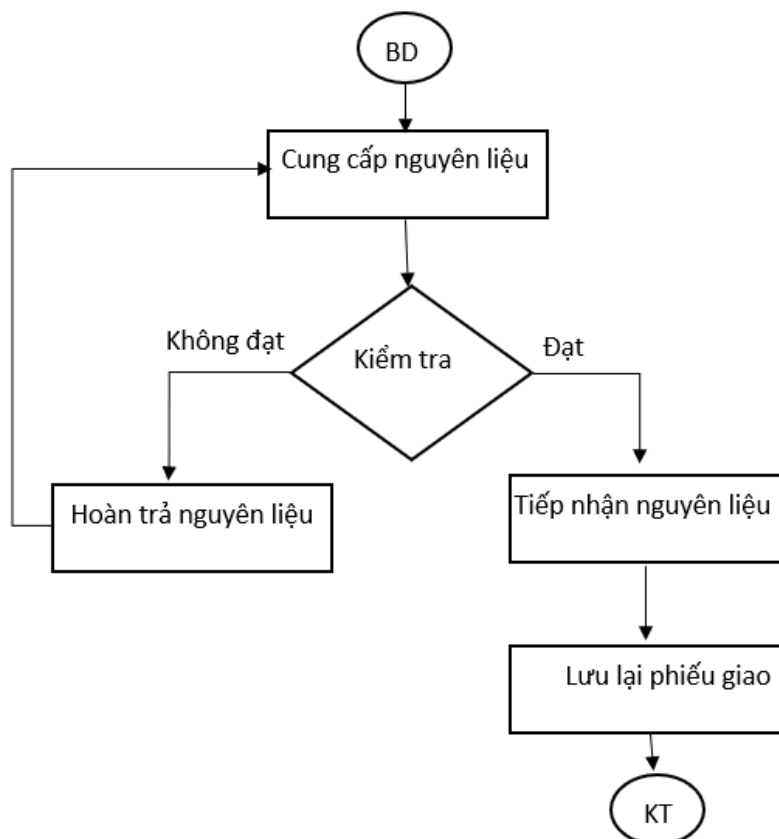 BD
Cung cấp nguyên liệu
Không đạt
Kiểm tra
Đạt
Hoàn trả nguyên liệu
Tiếp nhận nguyên liệu
Lưu lại phiếu giao
KT